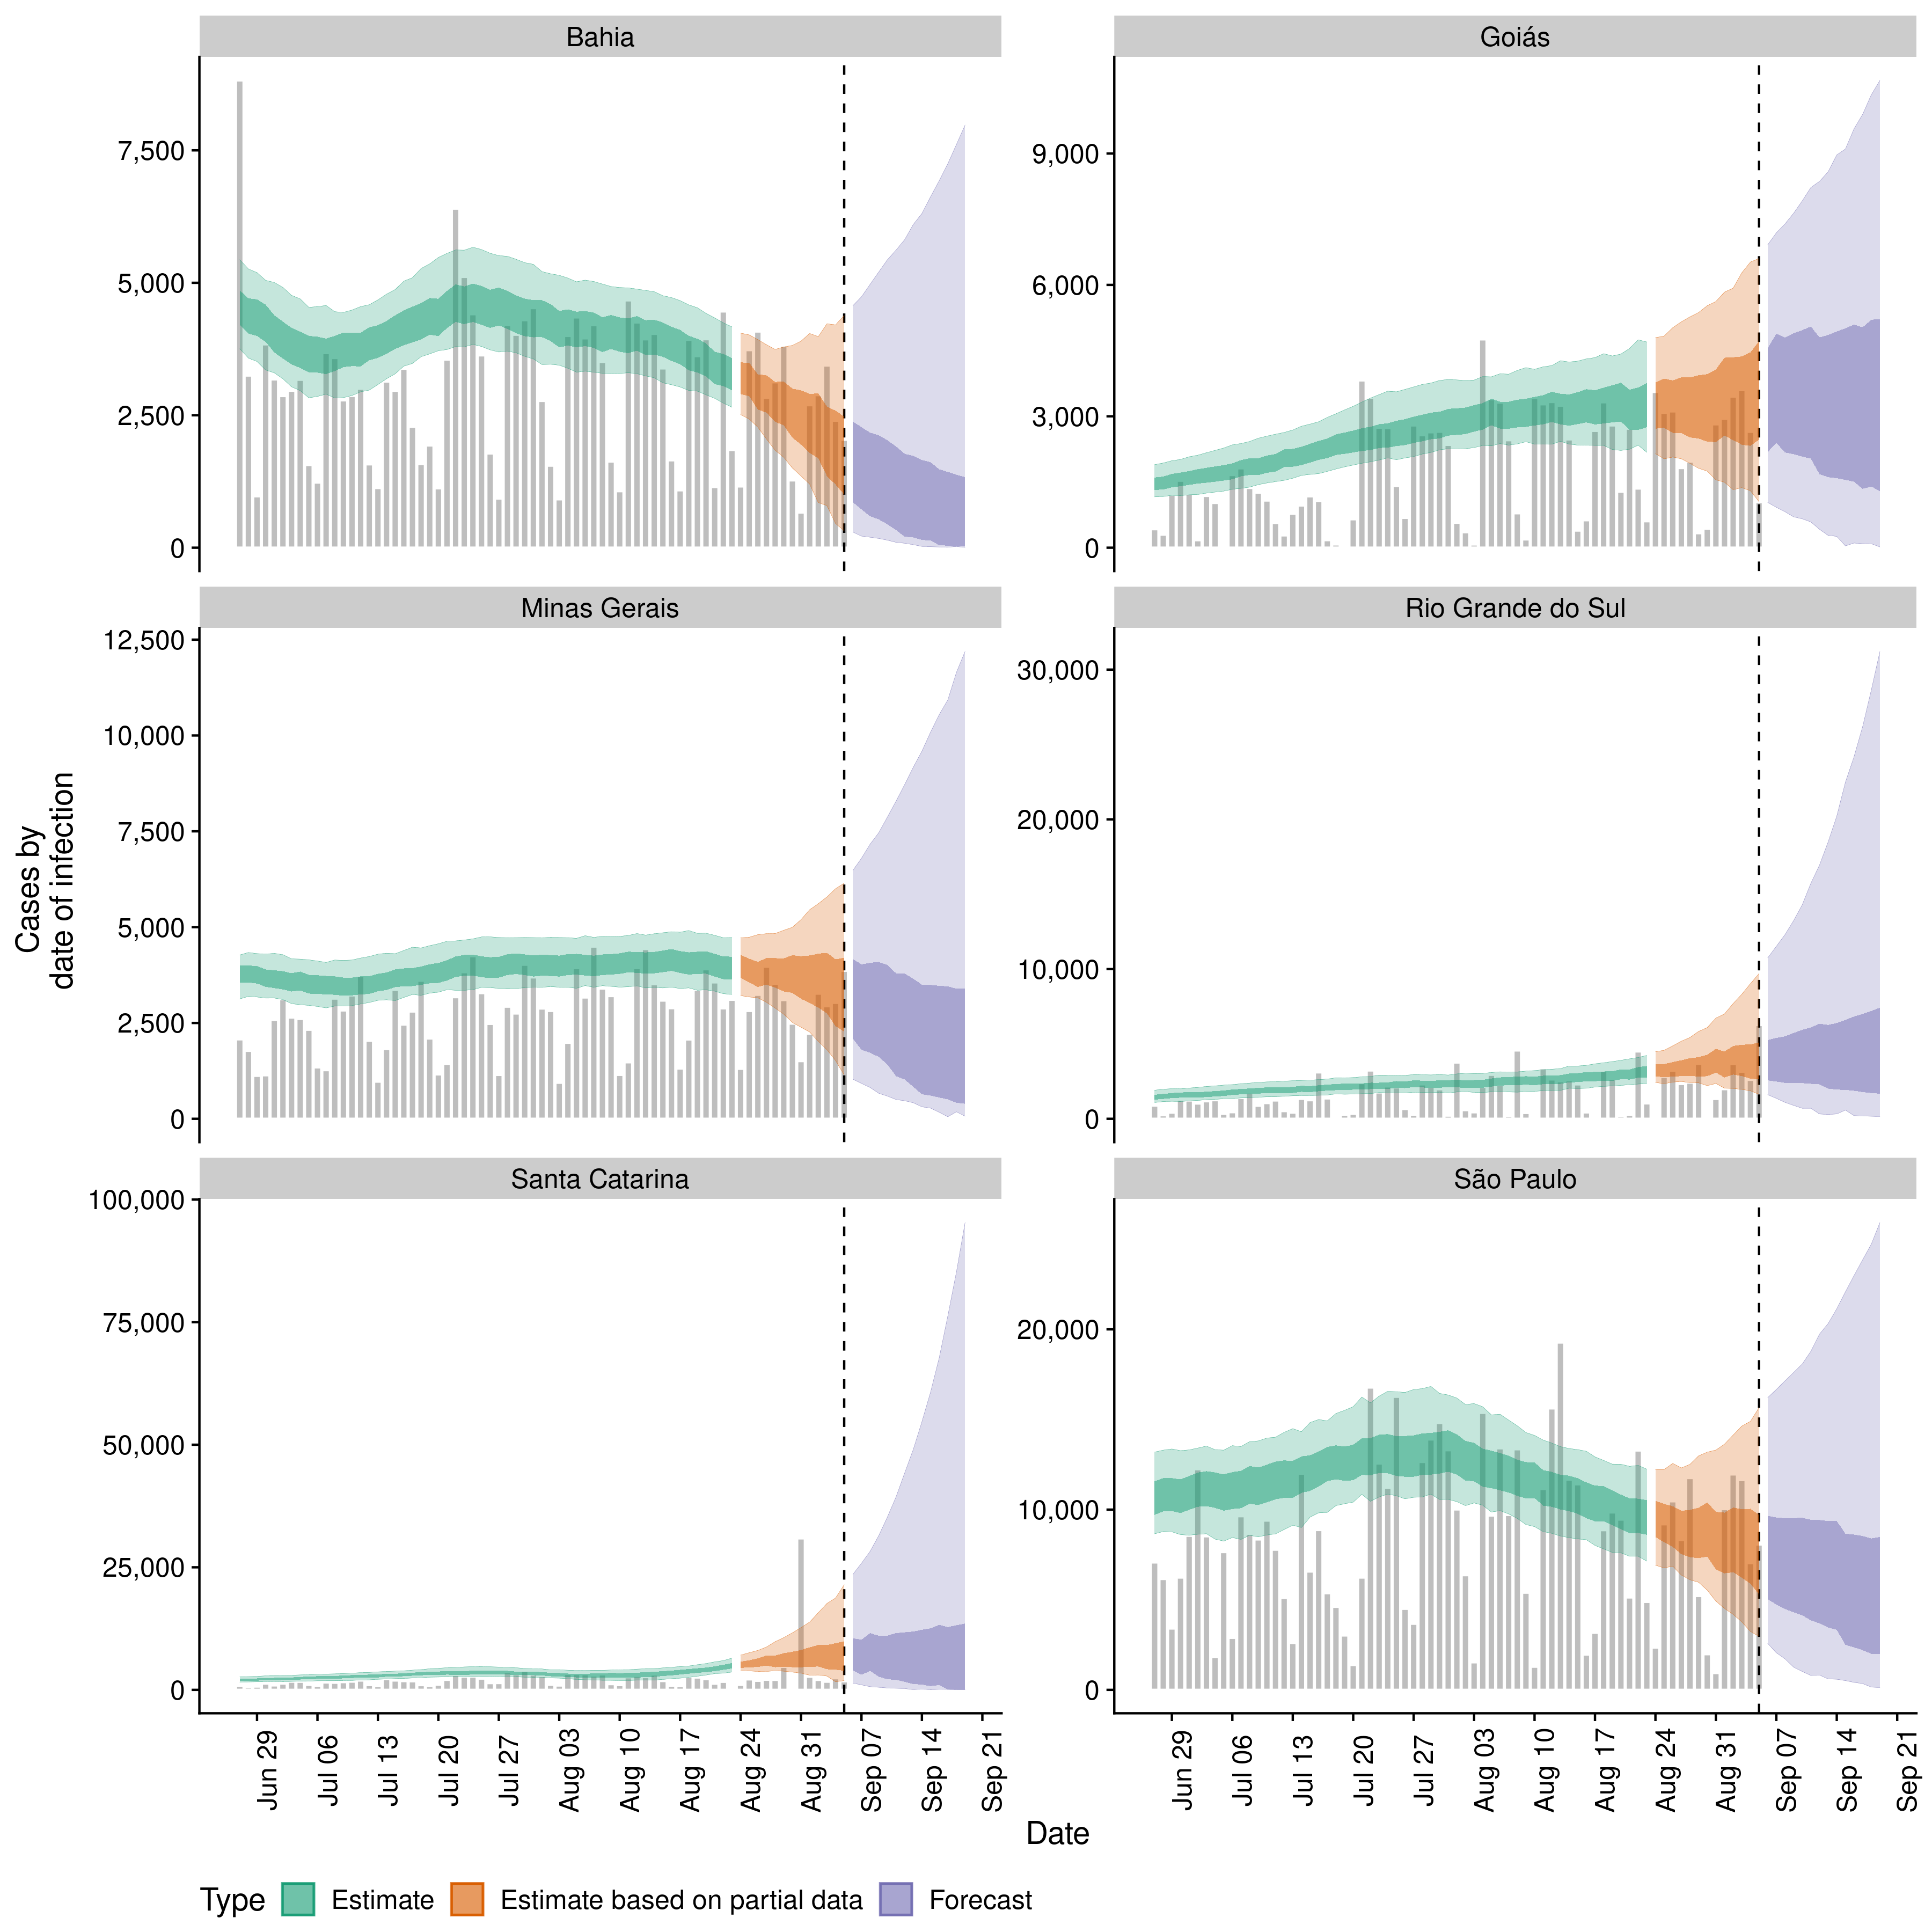 Bahia
Goiás
7,500
5,000
2,500
0
9,000
6,000
3,000
0
Minas Gerais
Rio Grande do Sul
12,500
10,000
7,500
5,000
2,500
0
30,000
20,000
10,000
0
Cases by
date of infection
Santa Catarina
São Paulo
100,000
75,000
50,000
25,000
0
20,000
10,000
0
Jun 29
Jul 06
Jul 13
Jul 20
Jul 27
Aug 03
Aug 10
Aug 17
Aug 24
Aug 31
Sep 07
Sep 14
Sep 21
Jun 29
Jul 06
Jul 13
Jul 20
Jul 27
Aug 03
Aug 10
Aug 17
Aug 24
Aug 31
Sep 07
Sep 14
Sep 21
Date
Type Estimate Estimate based on partial data Forecast